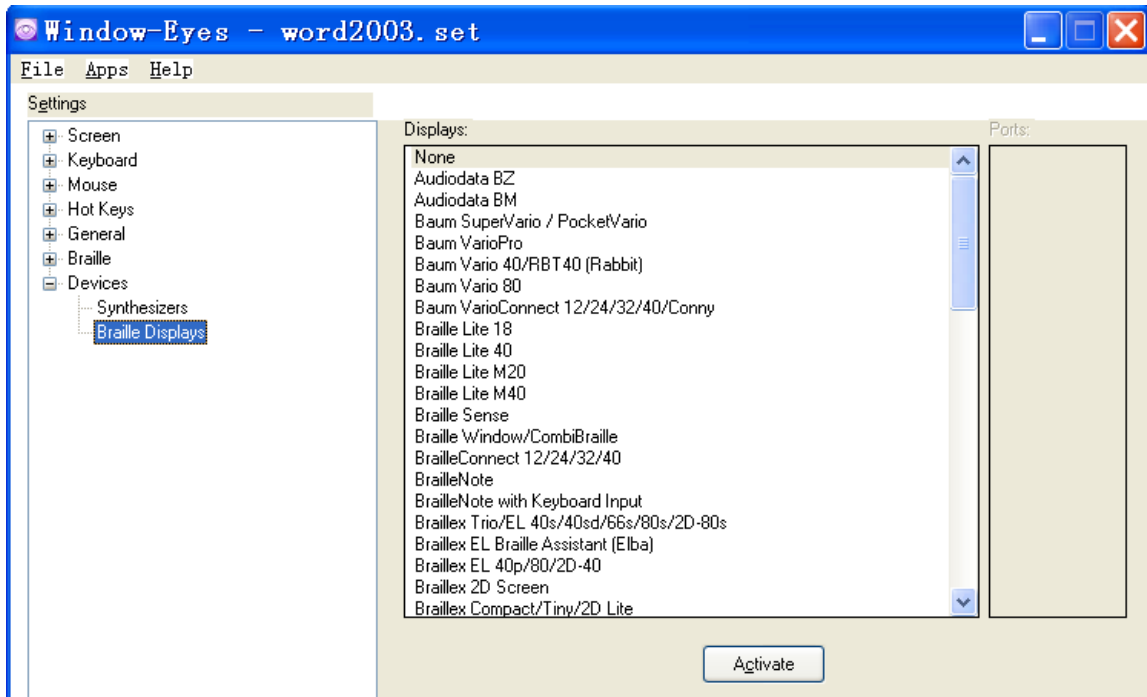 Window-Eyes - word2003.set
File Apps Help
Settings
Screen
Keyboard
Mouse
Hot Keys
General
Braille
Devices
Synthesizers
Braille Displays
Displays:
None
Audiodata BZ
Audiodata BM
Baum SuperVario / PocketVario
Baum VarioPro
Baum Vario 40/RBT40 (Rabbit)
Baum Vario 80
Baum VarioConnect 12/24/32/40/Conny
Braille Lite 18
Braille Lite 40
Braille Lite M20
Braille Lite M40
Braille Sense
Braille Window/CombiBraille
BrailleConnect 12/24/32/40
BrailleNote
BrailleNote with Keyboard Input
Braillex Trio/EL 40s/40sd/66s/80s/2D-80s
Braillex EL Braille Assistant (Elba)
Braillex EL 40p/80/2D-40
Braillex 2D Screen
Braillex Compact/Tiny/2D Lite
Ports:
Activate